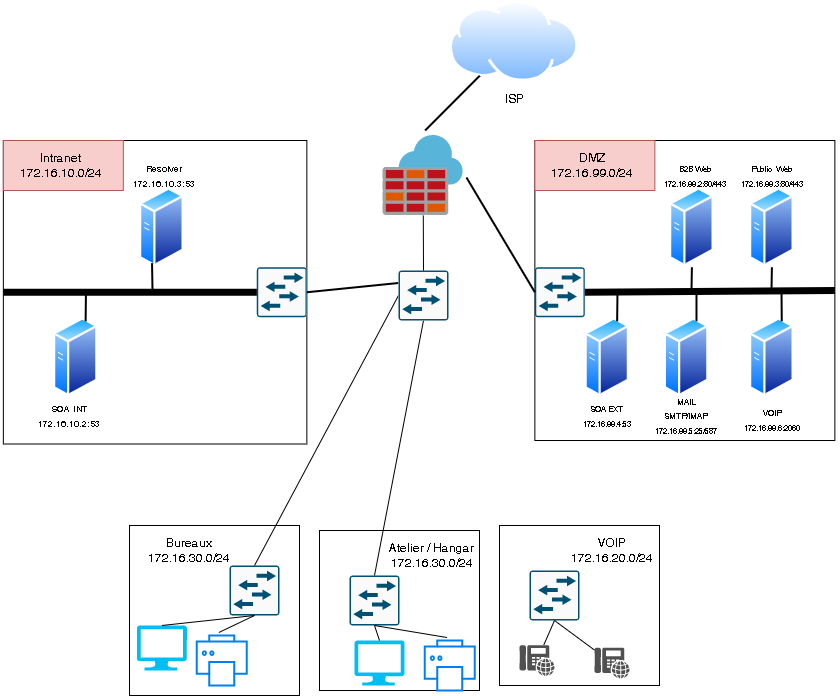 ISP
Intranet
172.16.10.0/24
Resolver
172.16.10.3:53
SOA INT
172.16.10.2:53
DMZ
172.16.99.0/24
B2B Web
172.16.99.2:80/443
Public Web
172.16.99.3:80/443
SOA EXT
172.16.99.4:53
MAIL
SMTP/IMAP
172.16.99.5:25/587
VOIP
172.16.99.6:2060
Bureaux
172.16.30.0/24
Atelier / Hangar
172.16.30.0/24
VOIP
172.16.20.0/24